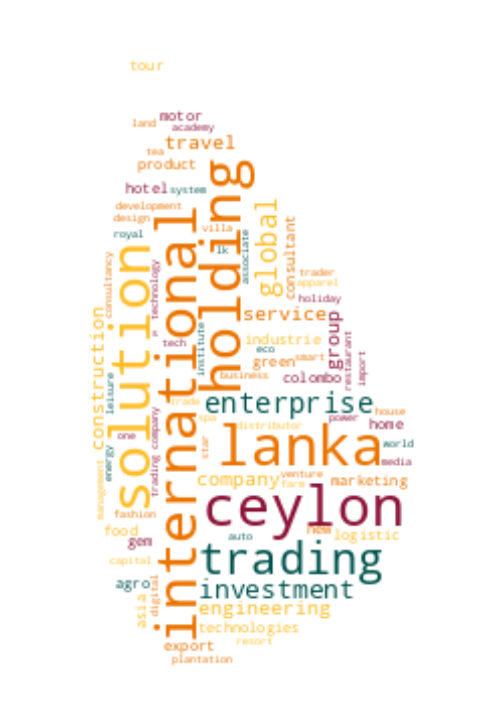 tour
motor
land
academy
travel
tea
product
holding
hotel
system
development
design
villa
royal
lk
associate
global
consultant
international
solution
consultancy
technology
trader
apparel
holiday
service
group
construction
tech
institute
industrie
eco
green
smart
restaurant
import
business
colombo
leisure
trade
enterprise
house
spa
distributor
power
home
one
trading company
star
lanka
world
media
energy
management
company
venture
farm
marketing
ceylon
fashion
food
new
logistic
gem
auto
trading
capital
agro
digital
investment
asia
engineering
technologies
export
resort
plantation